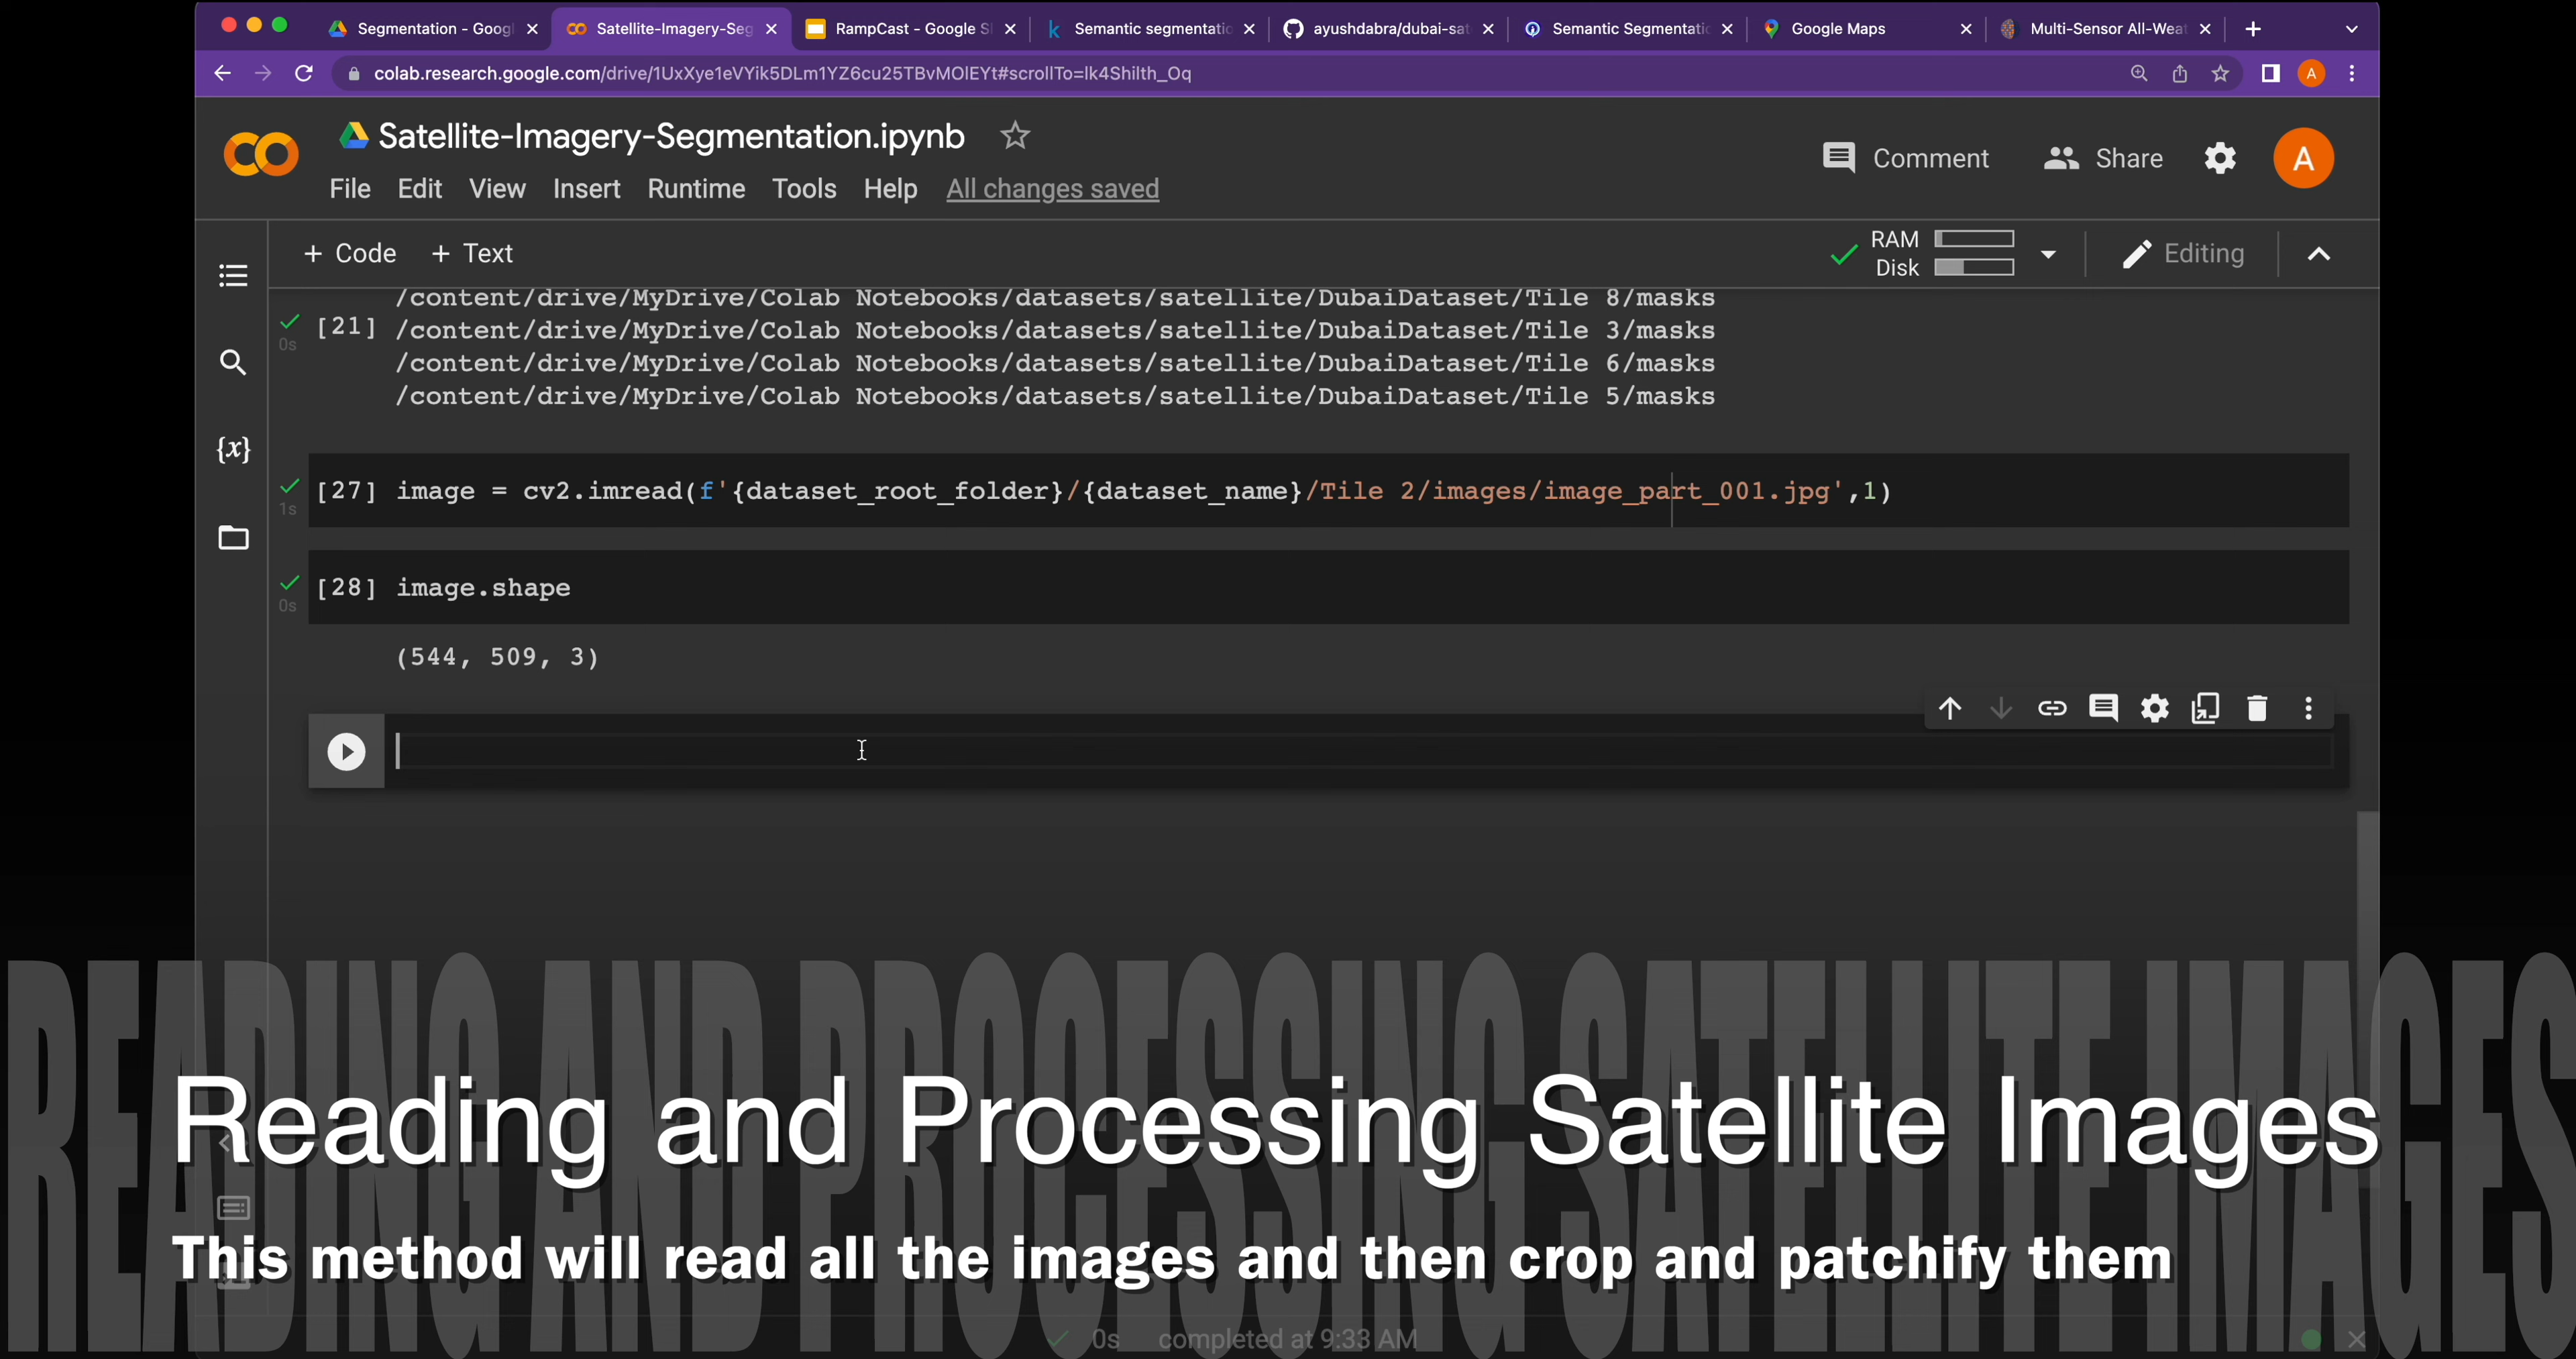 Segmentation - Googl
Satellite-Imagery-Seg
RampCast - Google Sl
Semantic segmentatio
ayushdabra/dubai-sat
Semantic Segmentatio
Google Maps
Multi-Sensor All-Weat
colab.research.google.com/drive/1UxXye1eVYik5DLm1YZ6cu25TBvMOlEYt#scrollTo=lk4Shilth_Oq
A
CO
Satellite-Imagery-Segmentation.ipynb
Comment
Share
A
File Edit View Insert Runtime Tools Help All changes saved
+ Code + Text
RAM
Disk
Editing
/content/drive/MyDrive/Colab Notebooks/datasets/satellite/DubaiDataset/Tile 8/masks
[21] /content/drive/MyDrive/Colab Notebooks/datasets/satellite/DubaiDataset/Tile 3/masks
0s
/content/drive/MyDrive/Colab Notebooks/datasets/satellite/DubaiDataset/Tile 6/masks
/content/drive/MyDrive/Colab Notebooks/datasets/satellite/DubaiDataset/Tile 5/masks
{x}
[27] image = cv2.imread(f'{dataset_root_folder}/{dataset_name}/Tile 2/images/image_part_001.jpg',1)
1s
[28] image.shape
0s
(544, 509, 3)
READING AND PROCESSING SATELLITE IMAGES
Reading and Processing Satellite Images
This method will read all the images and then crop and patchify them
0s completed at 9:33 AM